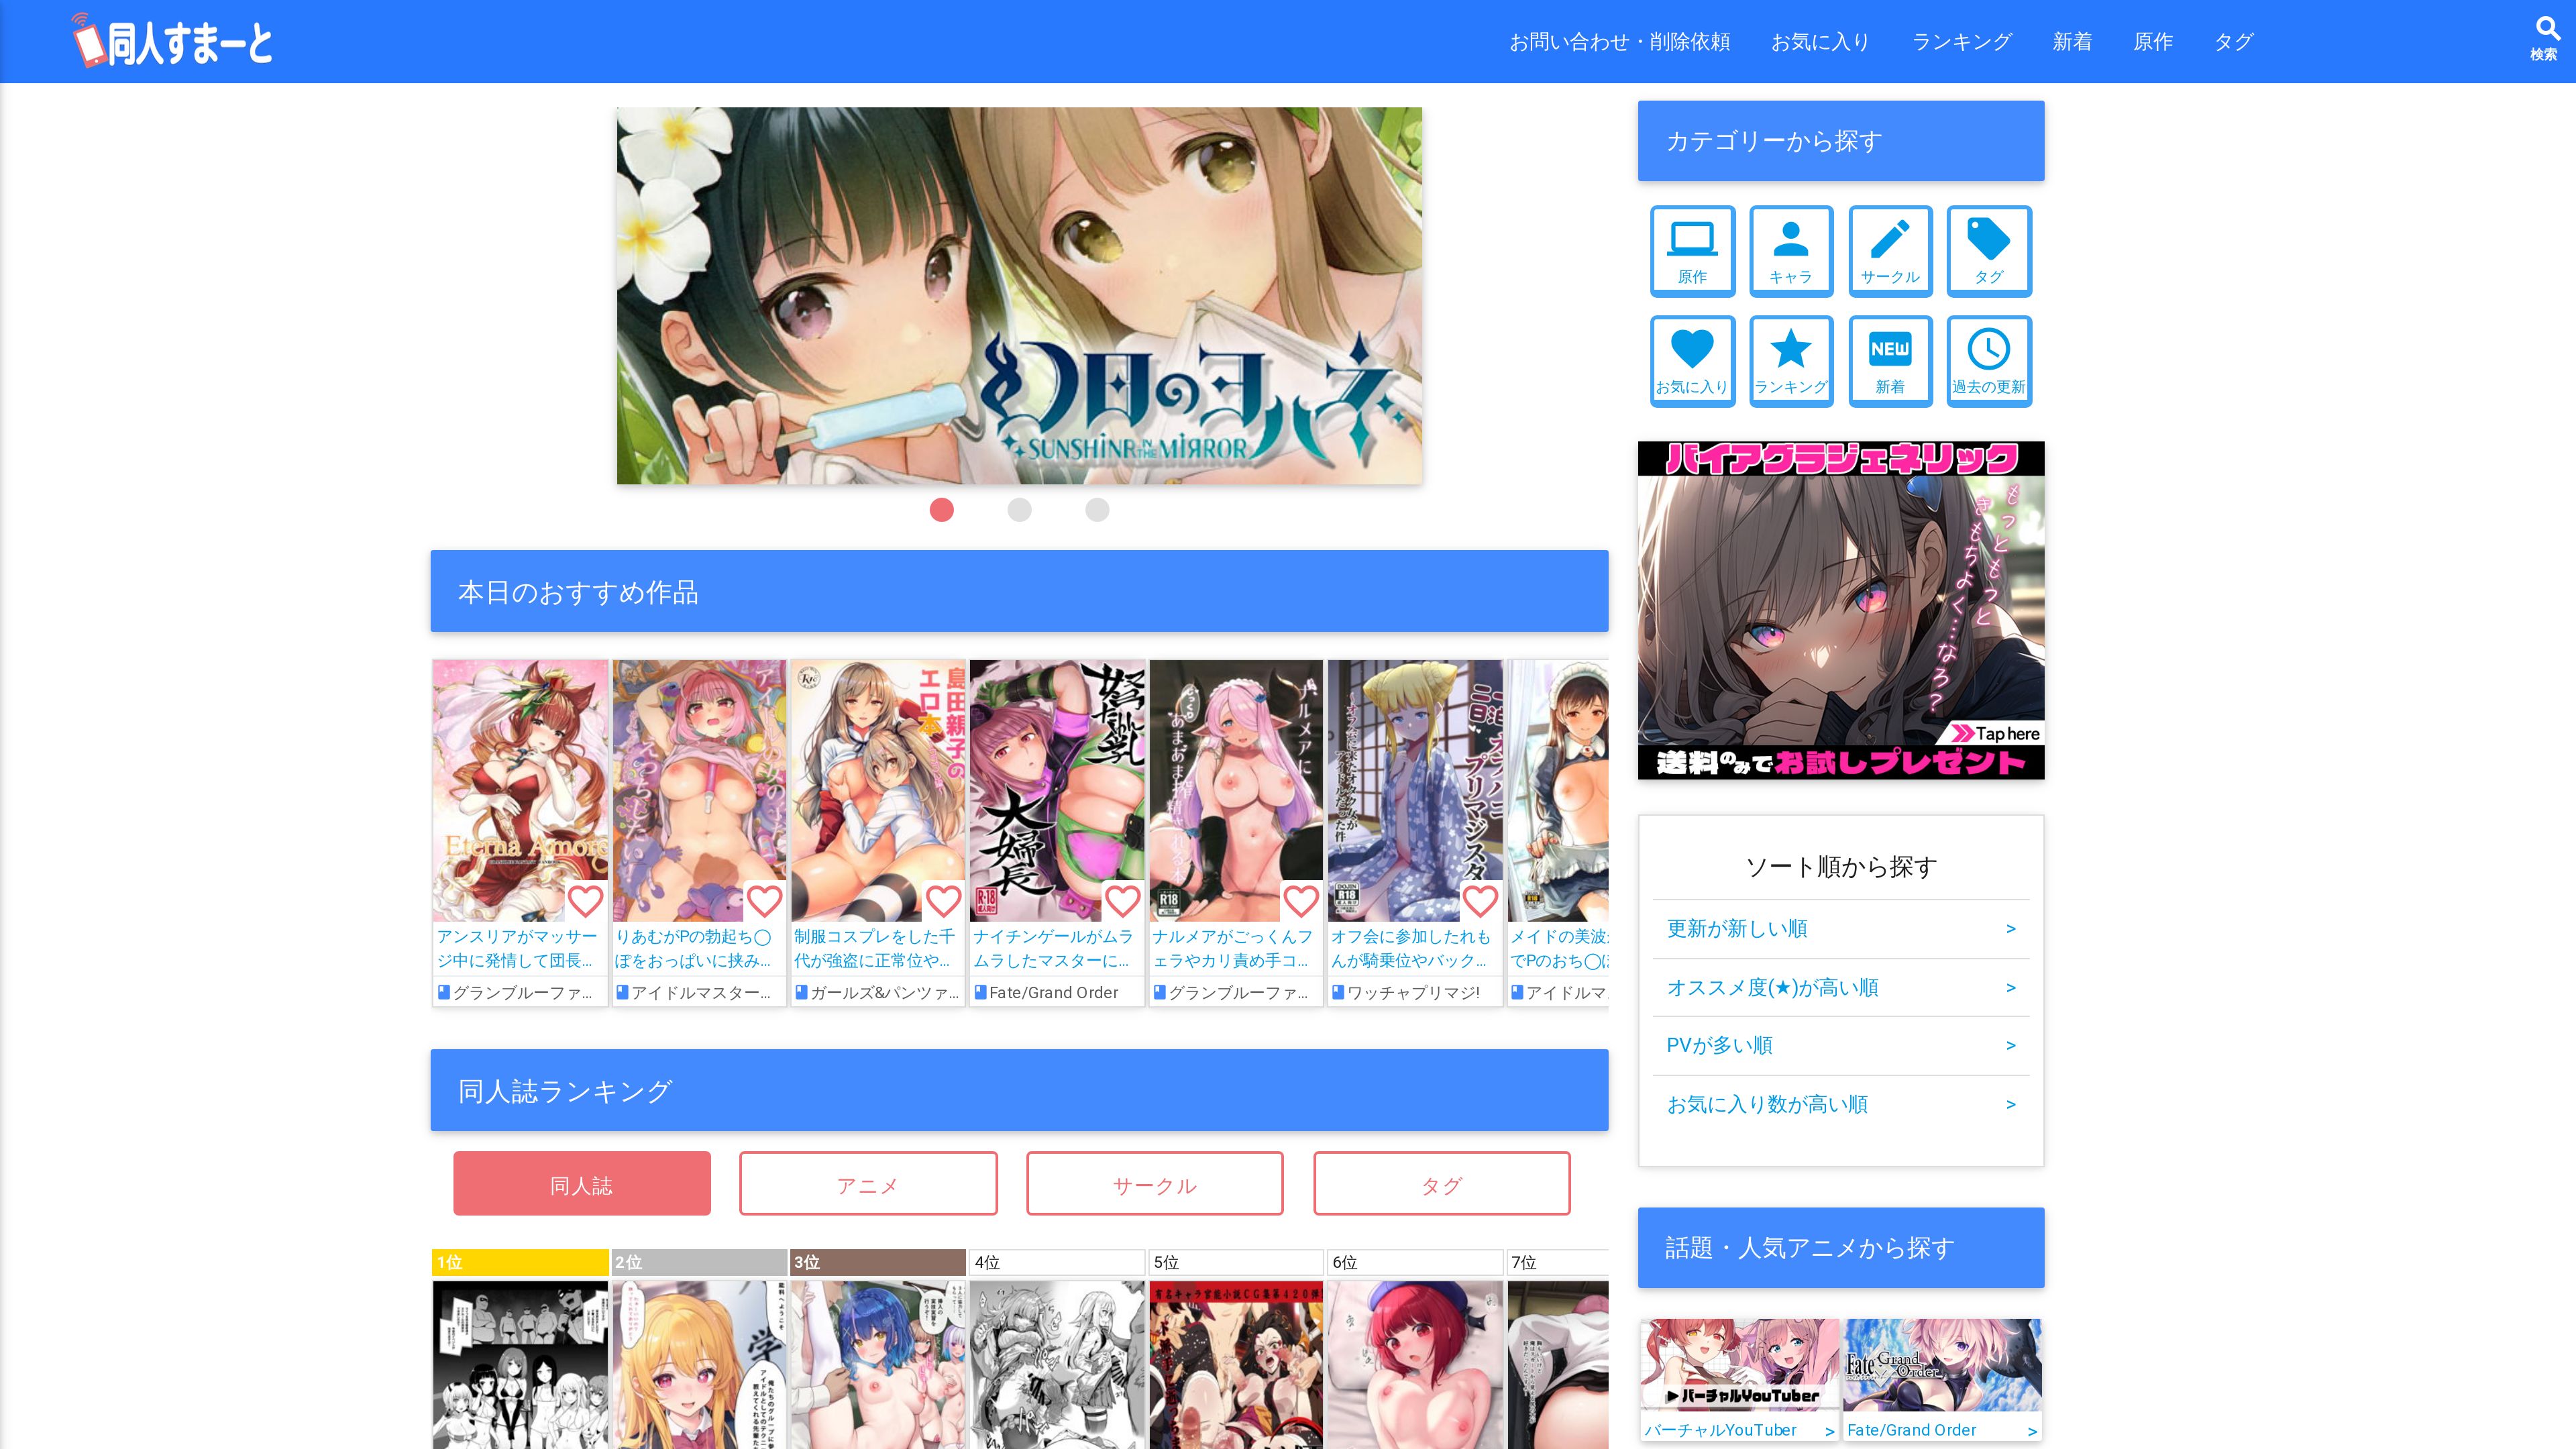 同人すまーと
お問い合わせ・削除依頼
お気に入り
ランキング
新着
原作
タグ
検索
幻日のヨハネ
SUNSHINE IN THE MIRROR
本日のおすすめ作品
Eterna Amore
島田親子の
エロ本
大婦長
R-18
R18
DOJIN
R18
アンスリアがマッサー
ジ中に発情して団長...
グランブルーファ...
りあむがPの勃起ち◯
ぽをおっぱいに挟み...
アイドルマスター...
制服コスプレをした千
代が強盗に正常位や...
ガールズ&パンツァ...
ナイチンゲールがムラ
ムラしたマスターに...
Fate/Grand Order
ナルメアがごっくんフ
ェラやカリ責め手コ...
グランブルーファ...
オフ会に参加したれも
んが騎乗位やバック...
ワッチャプリマジ!
メイドの美波
でPのおち◯
アイドルマ
同人誌ランキング
同人誌
アニメ
サークル
タグ
1位
2位
3位
4位
5位
6位
7位
有名キャラ官能小説CG集第420弾
カテゴリーから探す
原作
キャラ
サークル
タグ
お気に入り
ランキング
NEW
新着
過去の更新
バイアグラジェネリック
もっともっと
きもちよく…なろ?
Tap here
送料のみでお試しプレゼント
ソート順から探す
更新が新しい順 >
オススメ度(★)が高い順 >
PVが多い順 >
お気に入り数が高い順 >
話題・人気アニメから探す
バーチャルYouTuber
Fate Grand Order
バーチャルYouTuber >
Fate/Grand Order >